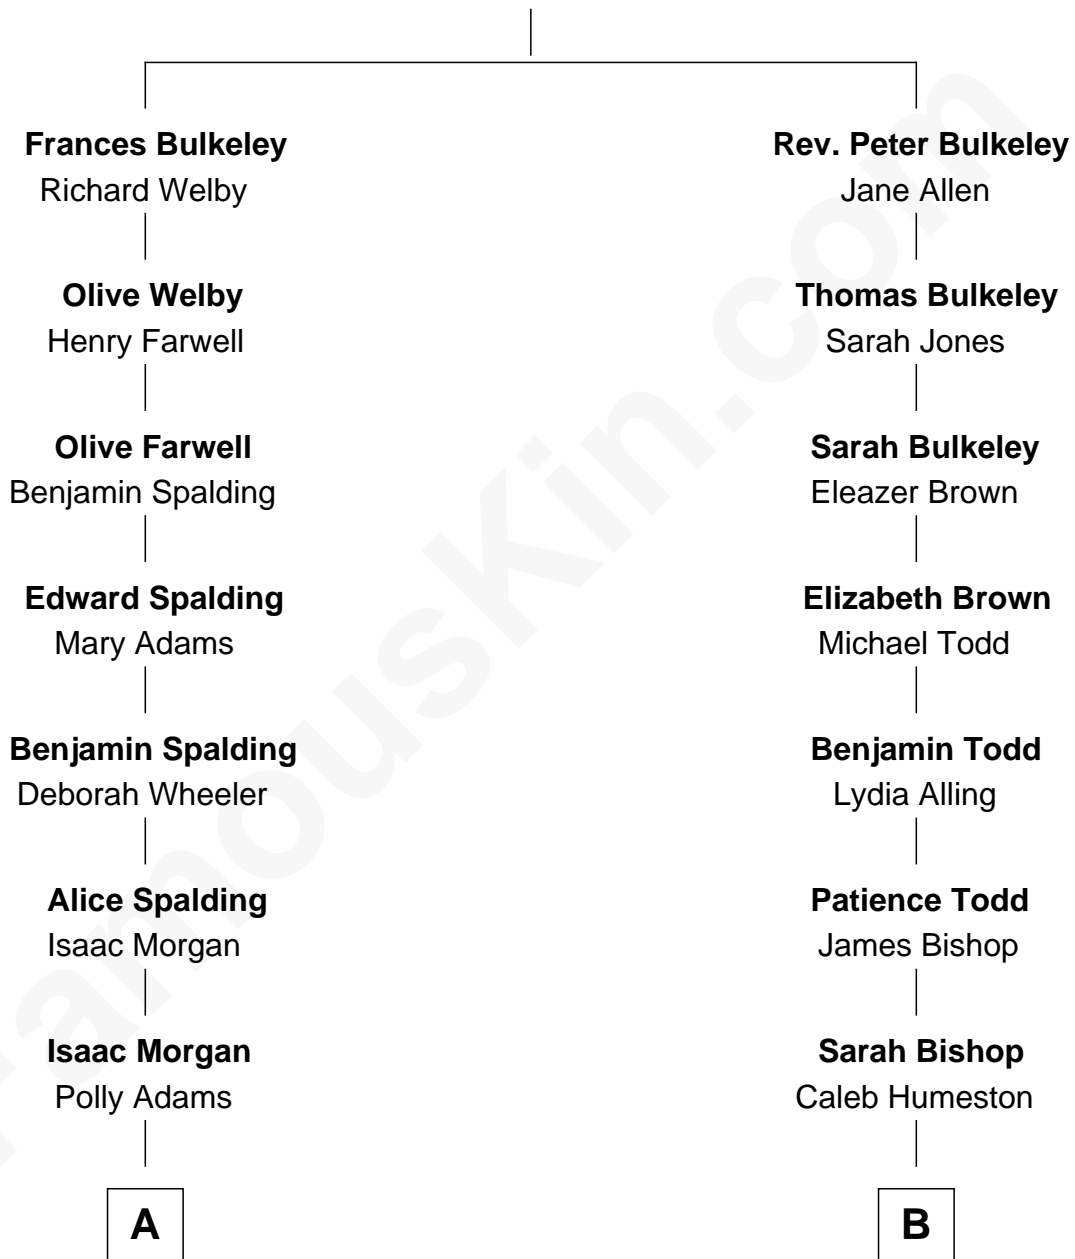 Frances Bulkeley
Richard Welby
Olive Welby
Henry Farwell
Olive Farwell
Benjamin Spalding
Edward Spalding
Mary Adams
Benjamin Spalding
Deborah Wheeler
Alice Spalding
Isaac Morgan
Isaac Morgan
Polly Adams
A
Rev. Peter Bulkeley
Jane Allen
Thomas Bulkeley
Sarah Jones
Sarah Bulkeley
Eleazer Brown
Elizabeth Brown
Michael Todd
Benjamin Todd
Lydia Alling
Patience Todd
James Bishop
Sarah Bishop
Caleb Humeston
B
FamousKin.com